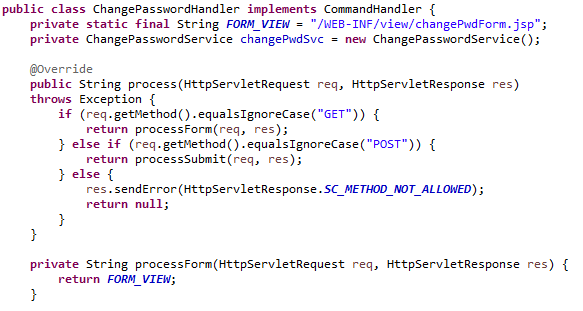 public class ChangePasswordHandler implements CommandHandler {
    private static final String FORM_VIEW = "/WEB-INF/view/changePwdForm.jsp";
    private ChangePasswordService changePwdSvc = new ChangePasswordService();

    @Override
    public String process(HttpServletRequest req, HttpServletResponse res)
    throws Exception {
        if (req.getMethod().equalsIgnoreCase("GET")) {
            return processForm(req, res);
        } else if (req.getMethod().equalsIgnoreCase("POST")) {
            return processSubmit(req, res);
        } else {
            res.sendError(HttpServletResponse.SC_METHOD_NOT_ALLOWED);
            return null;
        }
    }

    private String processForm(HttpServletRequest req, HttpServletResponse res) {
        return FORM_VIEW;
    }